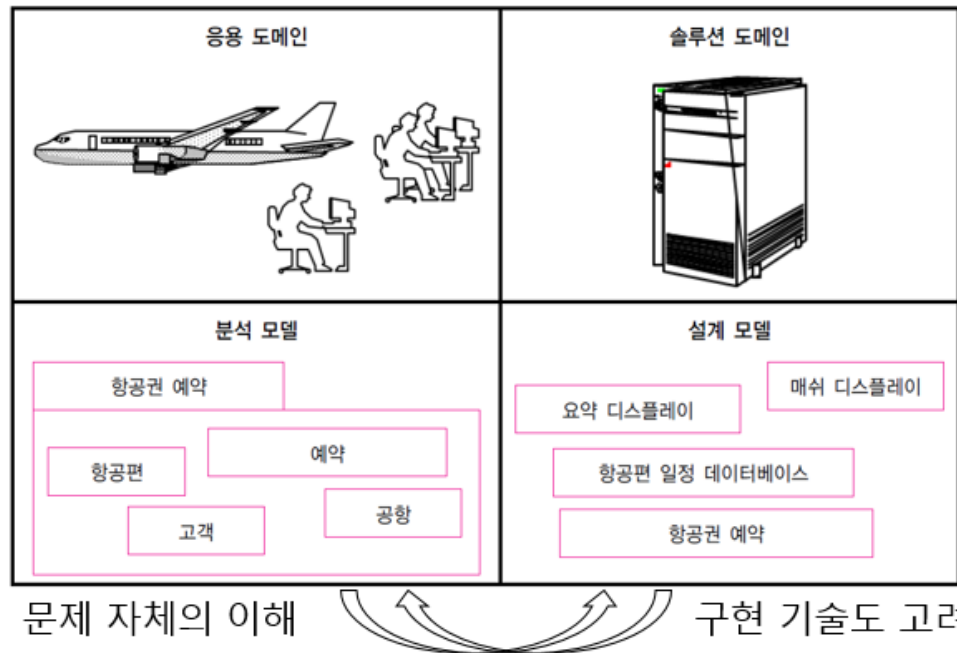 응용 도메인
솔루션 도메인
분석 모델
항공권 예약
항공편
예약
고객
공항
설계 모델
요약 디스플레이
매쉬 디스플레이
항공편 일정 데이터베이스
항공권 예약
문제 자체의 이해
구현 기술도 고려